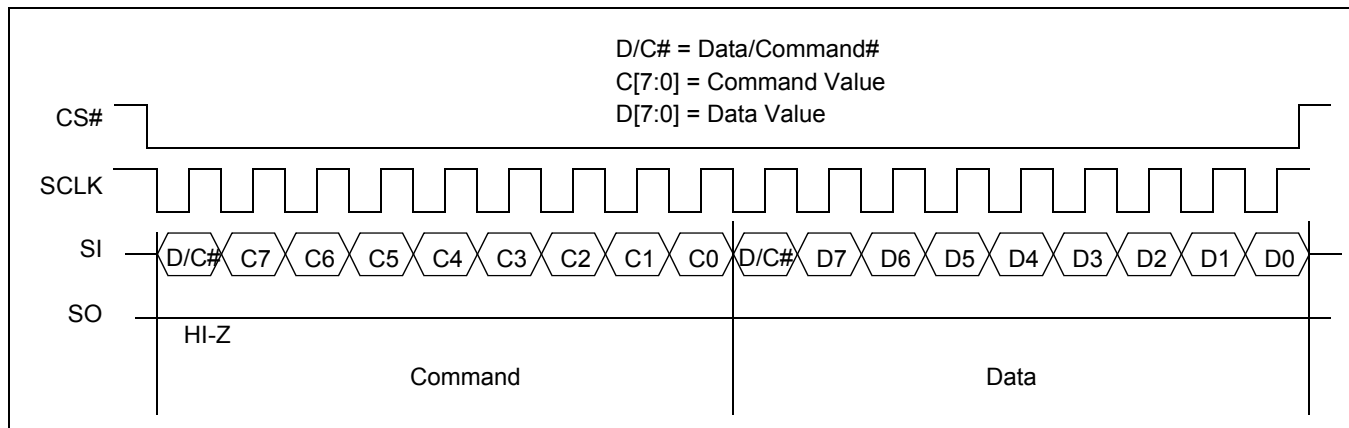 D/C# = Data/Command#
C[7:0] = Command Value
D[7:0] = Data Value
CS#
SCLK
SI D/C# C7 C6 C5 C4 C3 C2 C1 C0 D/C# D7 D6 D5 D4 D3 D2 D1 D0
SO
HI-Z
Command Data